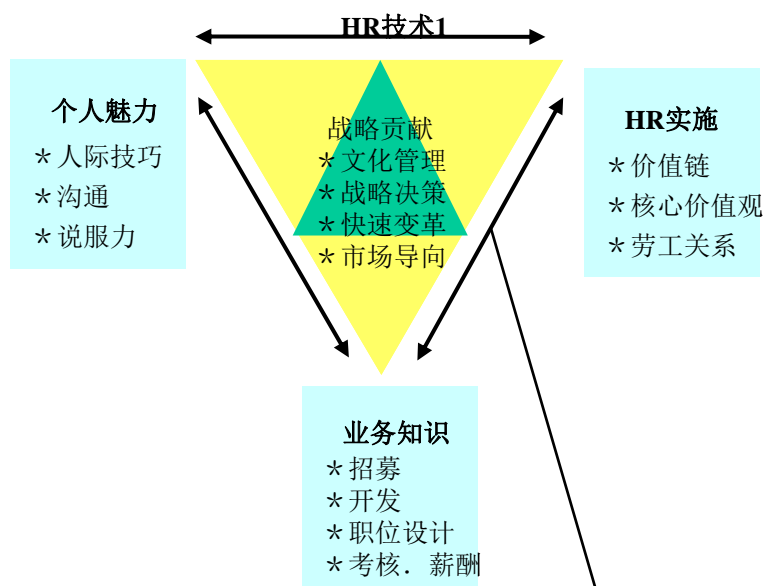 HR技术1
个人魅力
＊人际技巧
＊沟通
＊说服力
战略贡献
＊文化管理
＊战略决策
＊快速变革
＊市场导向
HR实施
＊价值链
＊核心价值观
＊劳工关系
业务知识
＊招募
＊开发
＊职位设计
＊考核．薪酬